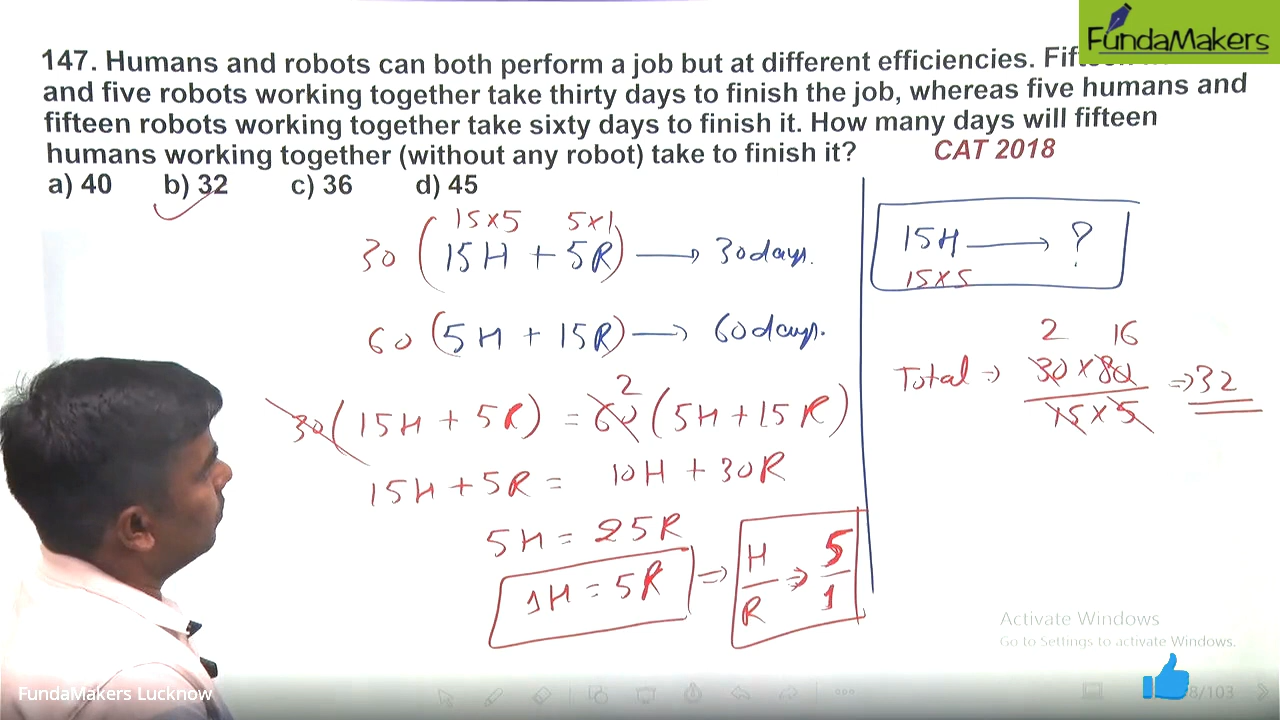 FundaMakers
147. Humans and robots can both perform a job but at different efficiencies.
and five robots working together take thirty days to finish the job, whereas five humans and
fifteen robots working together take sixty days to finish it. How many days will fifteen
humans working together (without any robot) take to finish it? CAT 2018
a) 40 b) 32 c) 36 d) 45
15×5 5×1
30 (15H + 5R) → 30days.
60 (5H + 15R) → 60days.
2
30(15H + 5R) = 60(5H+15R)
15H+5R = 10H + 30R
5H = 25R
1H = 5R ⇒ H/R ⇒ 5/1
15H → ?
15×5
2 16
Total ⇒ 30×80/15×5 ⇒ 32
Activate Windows
Go to Settings to activate Windows.
FundaMakers Lucknow
8/103